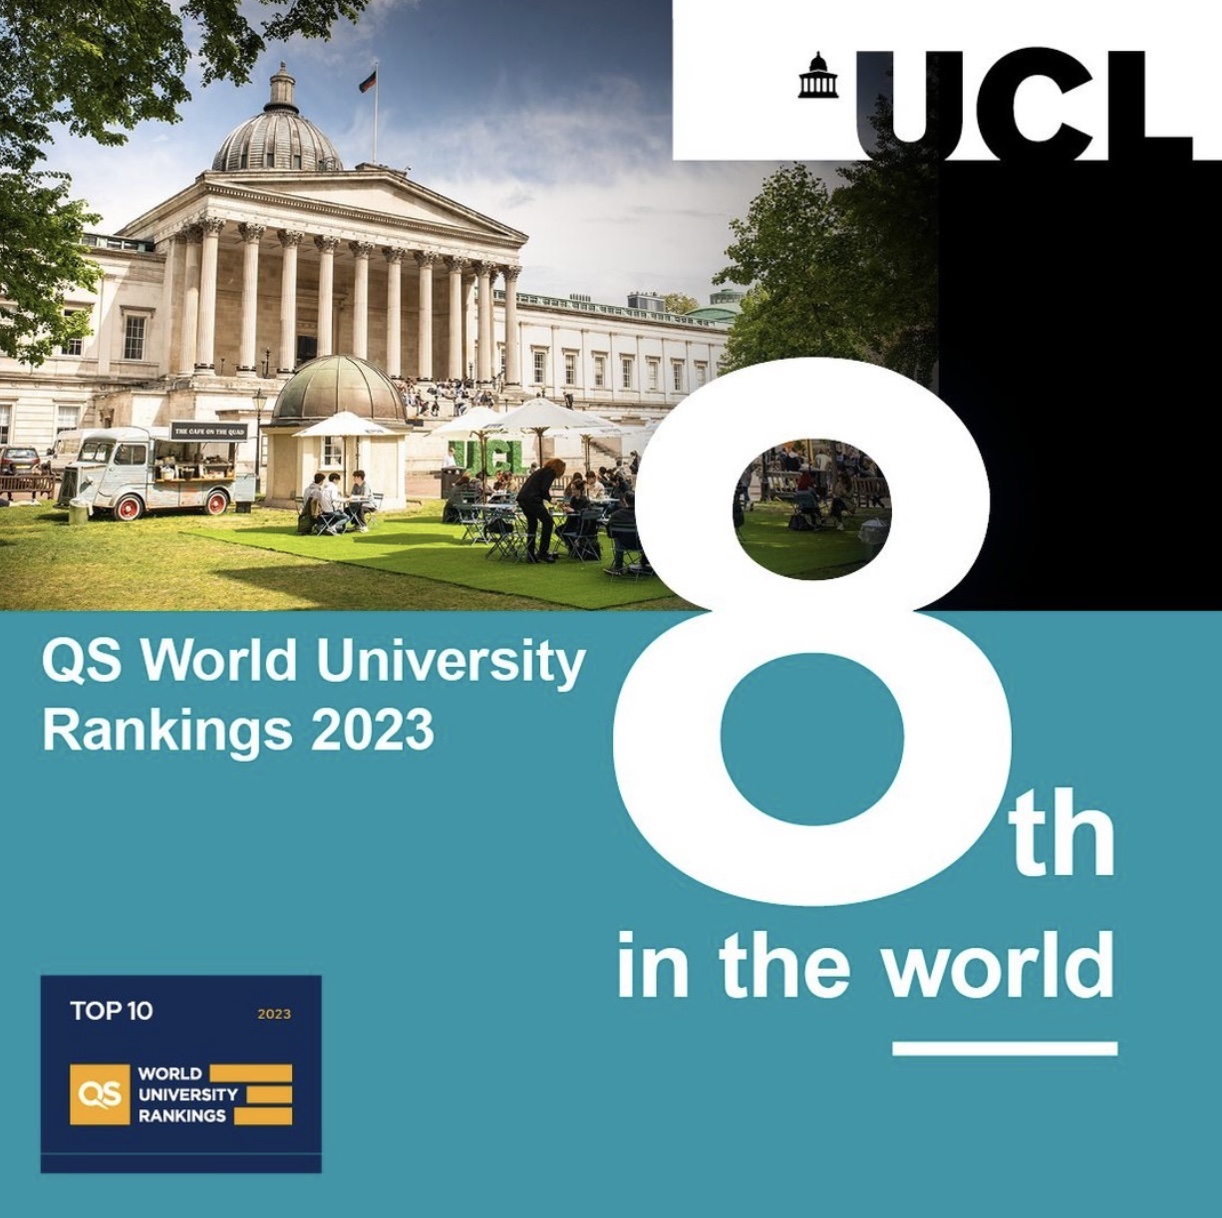 UCL
THE CAFE ON THE QUAD
UCL
QS World University
Rankings 2023
8th
in the world
TOP 10 2023
QS WORLD
UNIVERSITY
RANKINGS